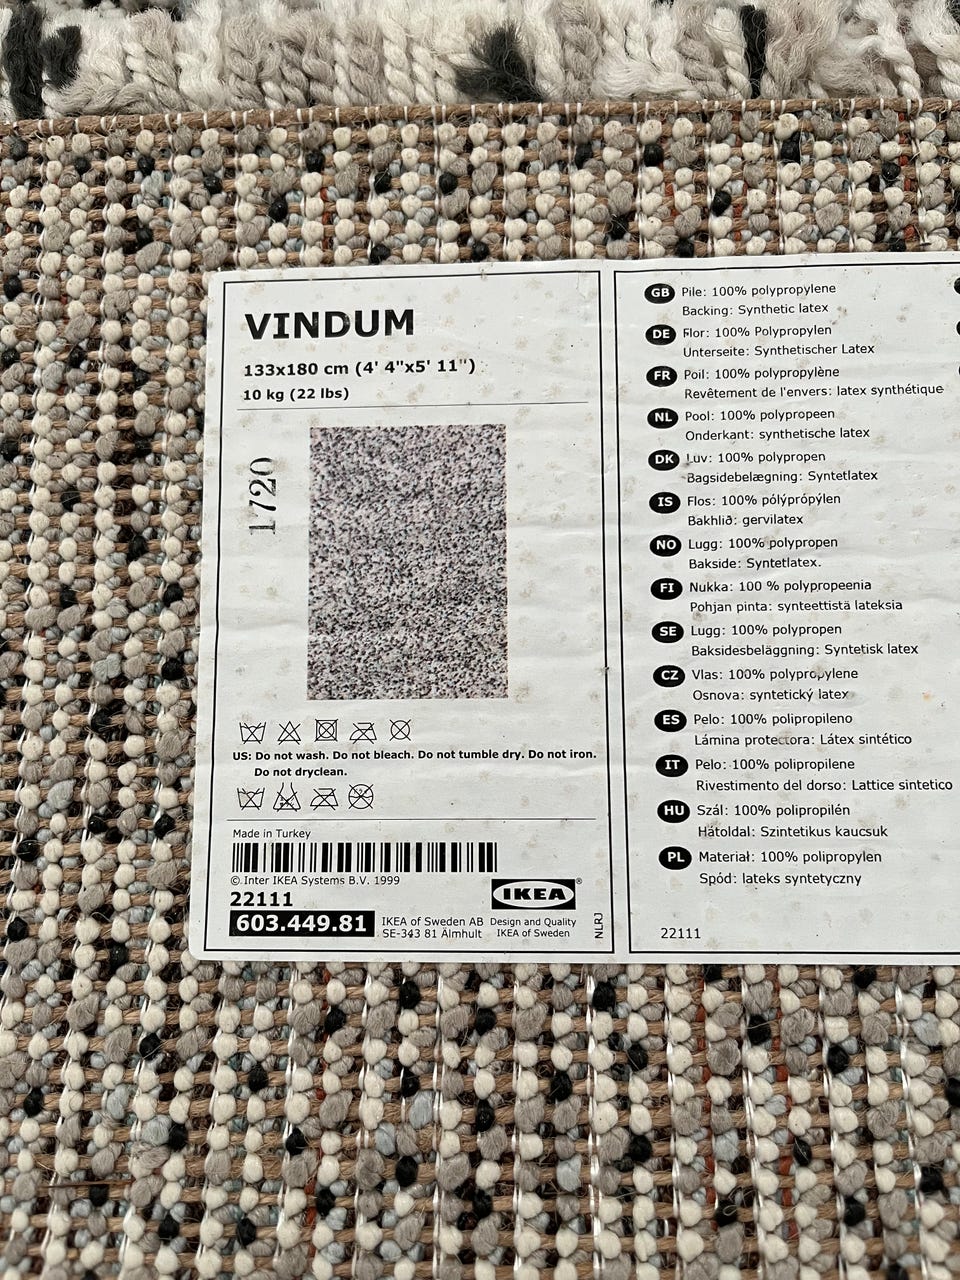 VINDUM
133x180 cm (4' 4"x5' 11")
10 kg (22 lbs)
1720
US: Do not wash. Do not bleach. Do not tumble dry. Do not iron.
Do not dryclean.
Made in Turkey
© Inter IKEA Systems B.V. 1999
22111
603.449.81
IKEA of Sweden AB
SE-343 81 Älmhult
IKEA®
Design and Quality
IKEA of Sweden
NLRJ
GB Pile: 100% polypropylene
Backing: Synthetic latex
DE Flor: 100% Polypropylen
Unterseite: Synthetischer Latex
FR Poil: 100% polypropylène
Revêtement de l'envers: latex synthétique
NL Pool: 100% polypropeen
Onderkant: synthetische latex
DK Luv: 100% polypropen
Bagsidebelægning: Syntetlatex
IS Flos: 100% pólýprópýlen
Bakhlið: gervilatex
NO Lugg: 100% polypropen
Bakside: Syntetlatex.
FI Nukka: 100 % polypropeenia
Pohjan pinta: synteettistä lateksia
SE Lugg: 100% polypropen
Baksidesbeläggning: Syntetisk latex
CZ Vlas: 100% polypropylene
Osnova: syntetický latex
ES Pelo: 100% polipropileno
Lámina protectora: Látex sintético
IT Pelo: 100% polipropilene
Rivestimento del dorso: Lattice sintetico
HU Szál: 100% polipropilén
Hátoldal: Szintetikus kaucsuk
PL Materiał: 100% polipropylen
Spód: lateks syntetyczny
22111